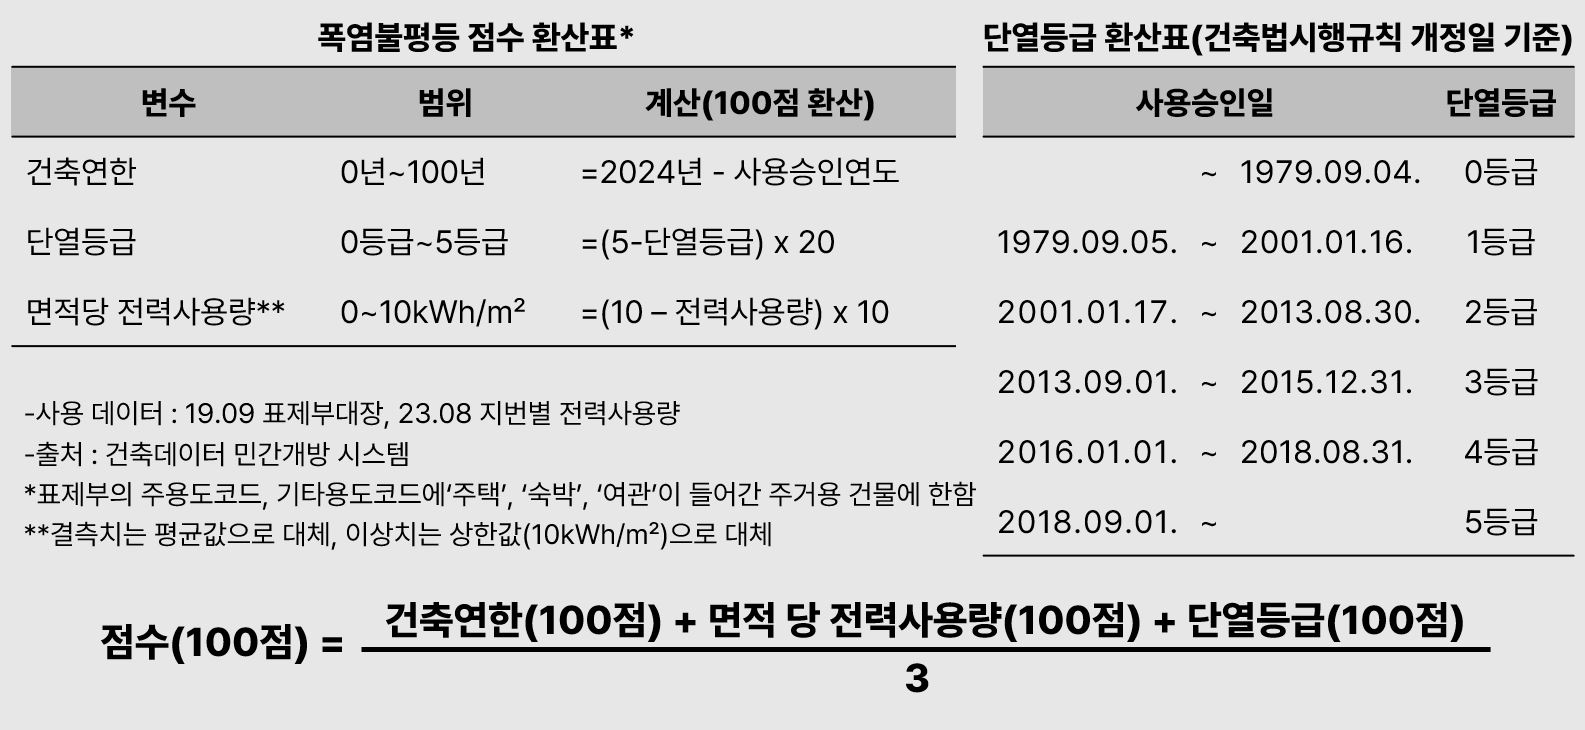 폭염불평등 점수 환산표*
변수 범위 계산(100점 환산)
건축연한 0년~100년 =2024년 - 사용승인연도
단열등급 0등급~5등급 =(5-단열등급) x 20
면적당 전력사용량** 0~10kWh/m² =(10 – 전력사용량) x 10
-사용 데이터 : 19.09 표제부대장, 23.08 지번별 전력사용량
-출처 : 건축데이터 민간개방 시스템
*표제부의 주용도코드, 기타용도코드에‘주택’, ‘숙박’, ‘여관’이 들어간 주거용 건물에 한함
**결측치는 평균값으로 대체, 이상치는 상한값(10kWh/m²)으로 대체
단열등급 환산표(건축법시행규칙 개정일 기준)
사용승인일 단열등급
~ 1979.09.04. 0등급
1979.09.05. ~ 2001.01.16. 1등급
2001.01.17. ~ 2013.08.30. 2등급
2013.09.01. ~ 2015.12.31. 3등급
2016.01.01. ~ 2018.08.31. 4등급
2018.09.01. ~ 5등급
점수(100점) = 건축연한(100점) + 면적 당 전력사용량(100점) + 단열등급(100점)
3